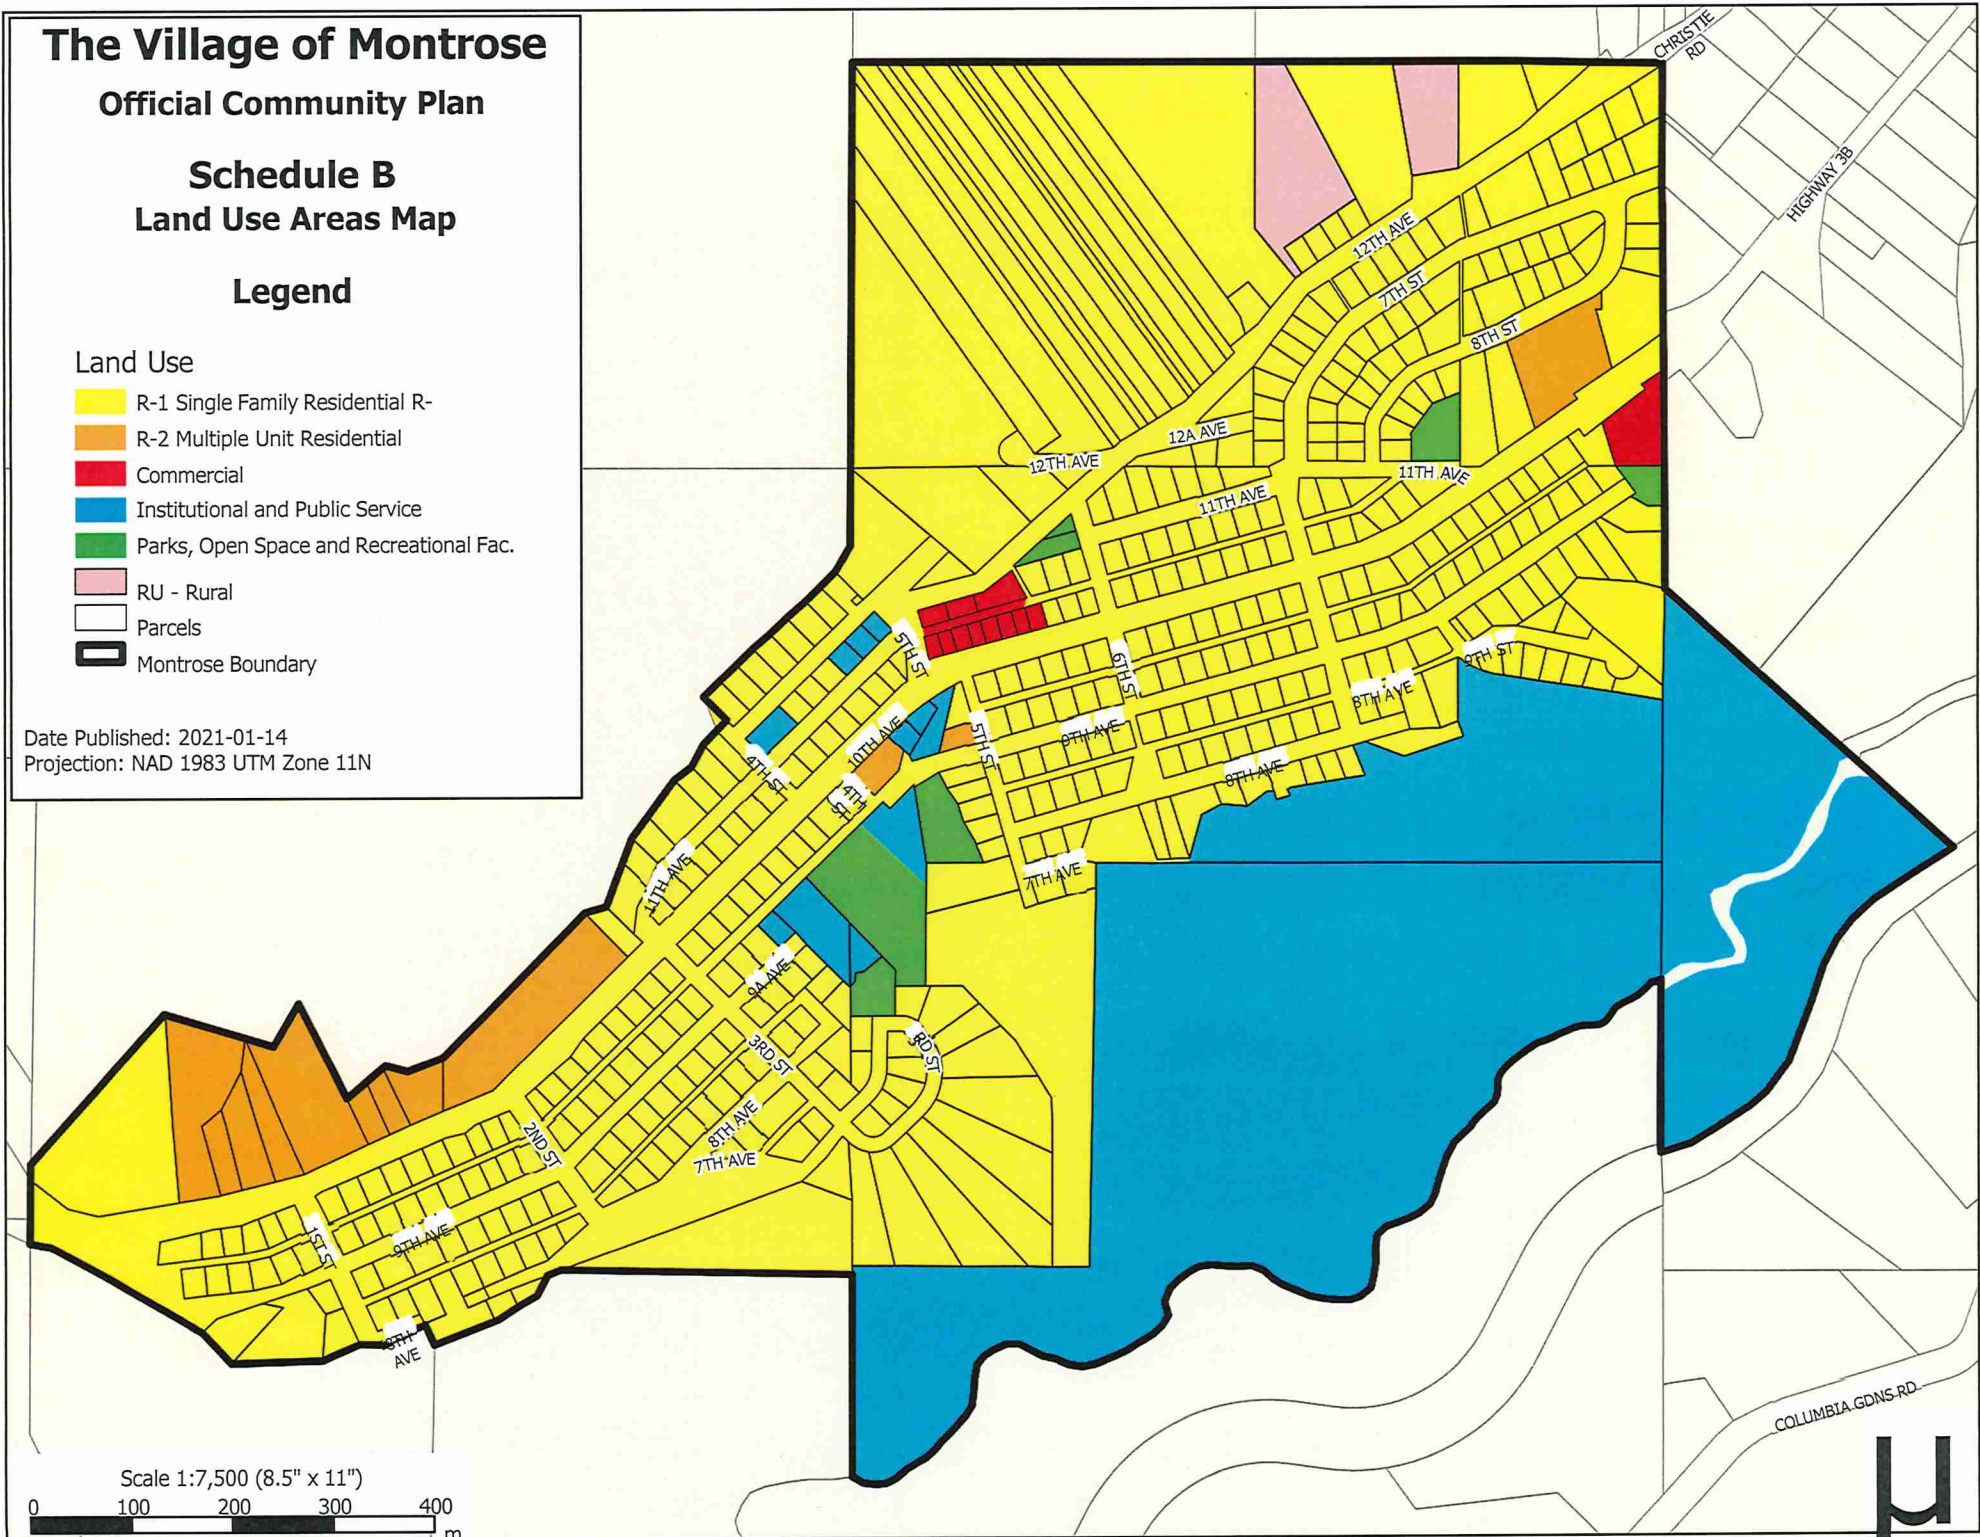 The Village of Montrose
Official Community Plan
Schedule B
Land Use Areas Map
Legend
Land Use
R-1 Single Family Residential R-
R-2 Multiple Unit Residential
Commercial
Institutional and Public Service
Parks, Open Space and Recreational Fac.
RU - Rural
Parcels
Montrose Boundary
Date Published: 2021-01-14
Projection: NAD 1983 UTM Zone 11N
CHRISTIE
RD
HIGHWAY 3B
12TH AVE
7TH ST
8TH ST
12A AVE
12TH AVE
11TH AVE
11TH AVE
5TH ST
6TH ST
9TH ST
8TH AVE
10TH AVE
5TH ST
9TH AVE
4TH
ST
4TH
ST
8TH AVE
11TH AVE
7TH AVE
9A AVE
3RD ST
3RD ST
8TH AVE
2ND ST
7TH AVE
1ST ST
9TH AVE
8TH
AVE
COLUMBIA GDNS RD
Scale 1:7,500 (8.5" x 11")
0 100 200 300 400
m
µ